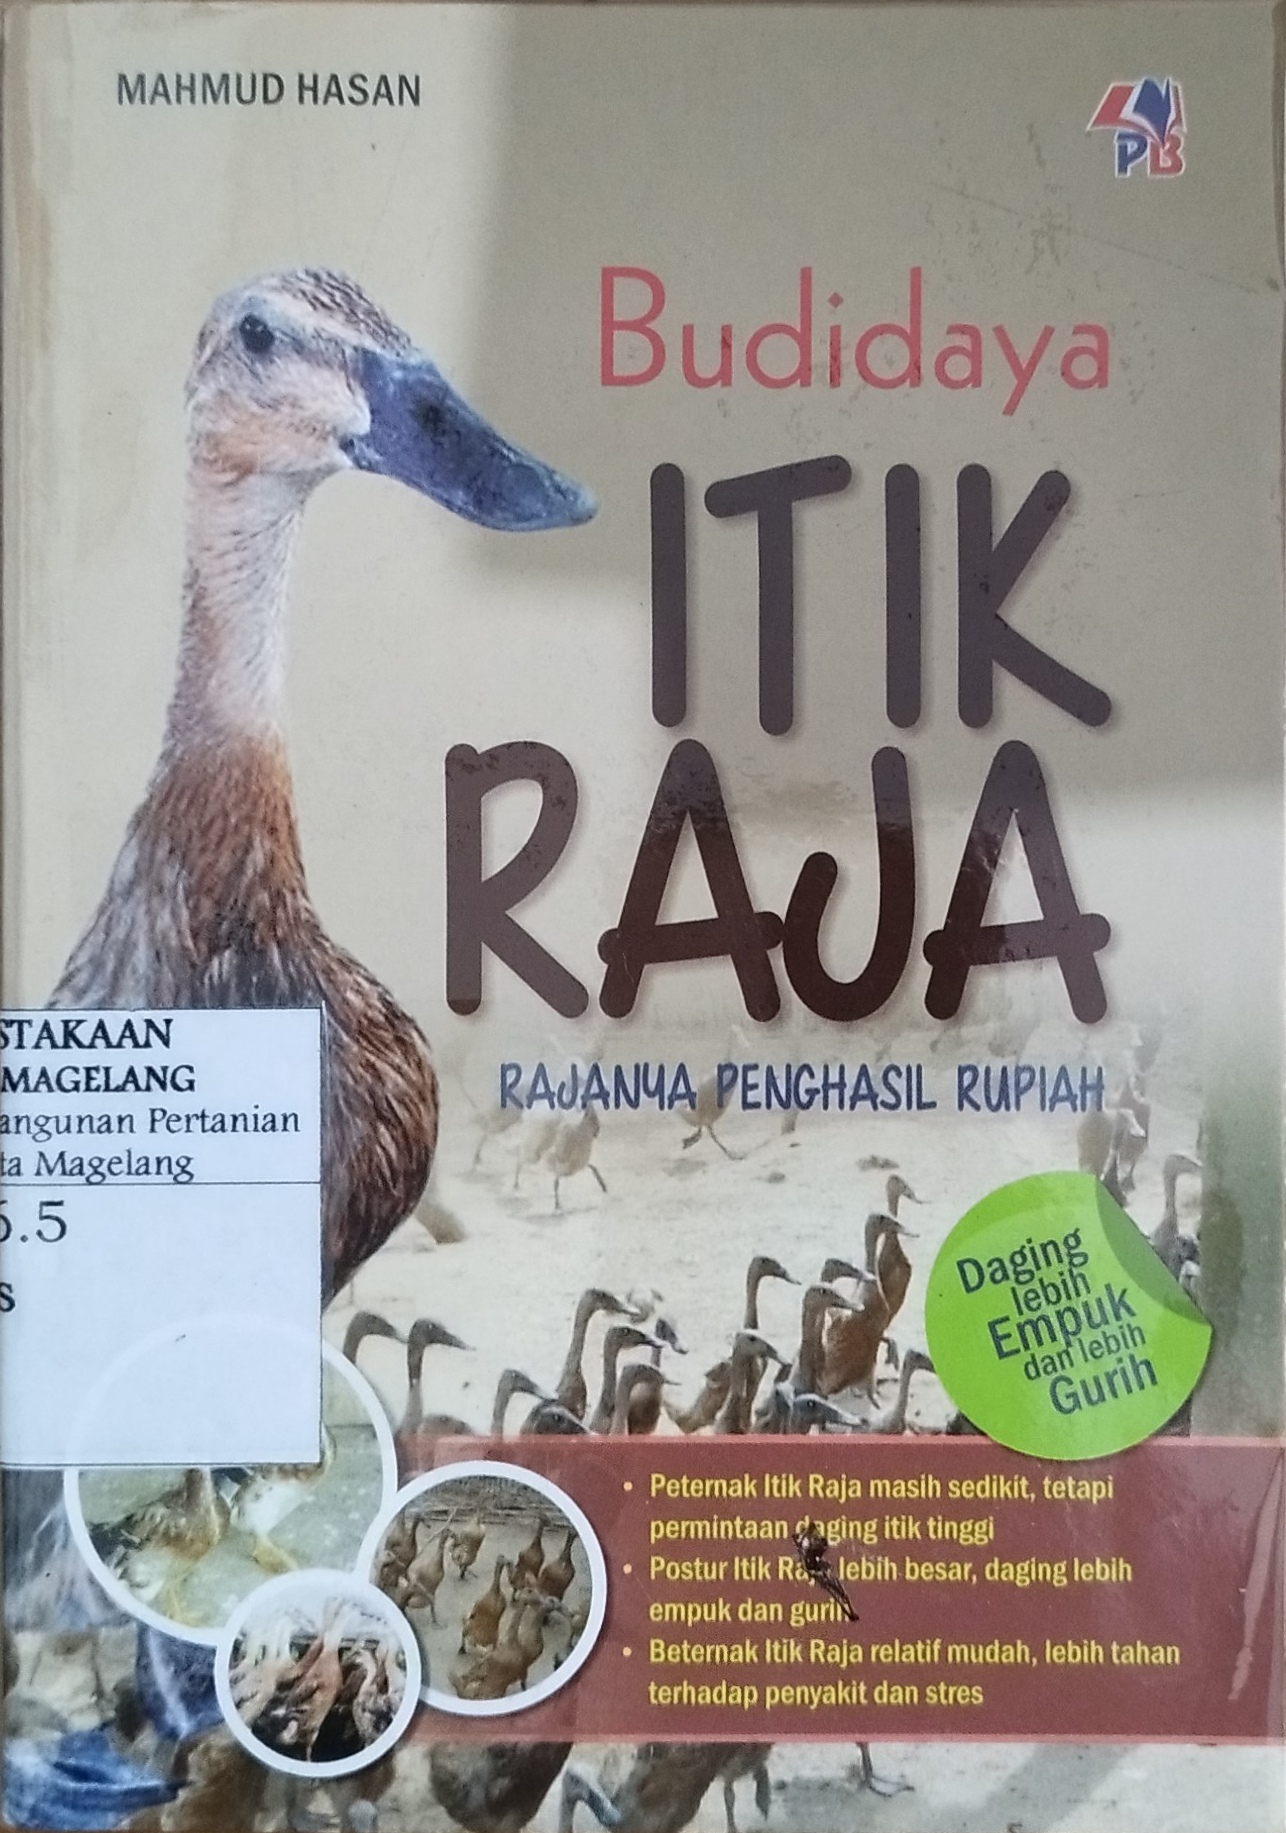 MAHMUD HASAN
PB
Budidaya
ITIK
RAJA
RAJANYA PENGHASIL RUPIAH
STAKAAN
MAGELANG
angunan Pertanian
ta Magelang
.5
s
Daging
lebih
Empuk
dan lebih
Gurih
• Peternak Itik Raja masih sedikit, tetapi
permintaan daging itik tinggi
• Postur Itik Raja lebih besar, daging lebih
empuk dan gurih
• Beternak Itik Raja relatif mudah, lebih tahan
terhadap penyakit dan stres